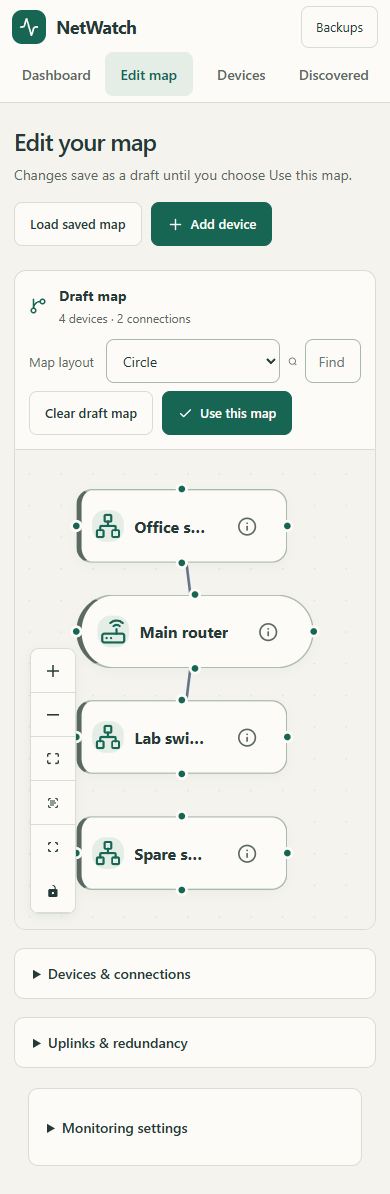 NetWatch
Backups
Dashboard
Edit map
Devices
Discovered
Edit your map
Changes save as a draft until you choose Use this map.
Load saved map
Add device
Draft map
4 devices · 2 connections
Map layout
Circle
Find
Clear draft map
Use this map
Office s...
Main router
Lab swi...
Spare s...
Devices & connections
Uplinks & redundancy
Monitoring settings